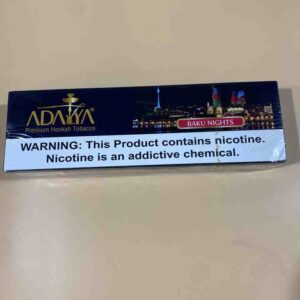 ADALYA®
Premium Hookah Tobacco
BAKU NIGHTS
WARNING: This Product contains nicotine.
Nicotine is an addictive chemical.